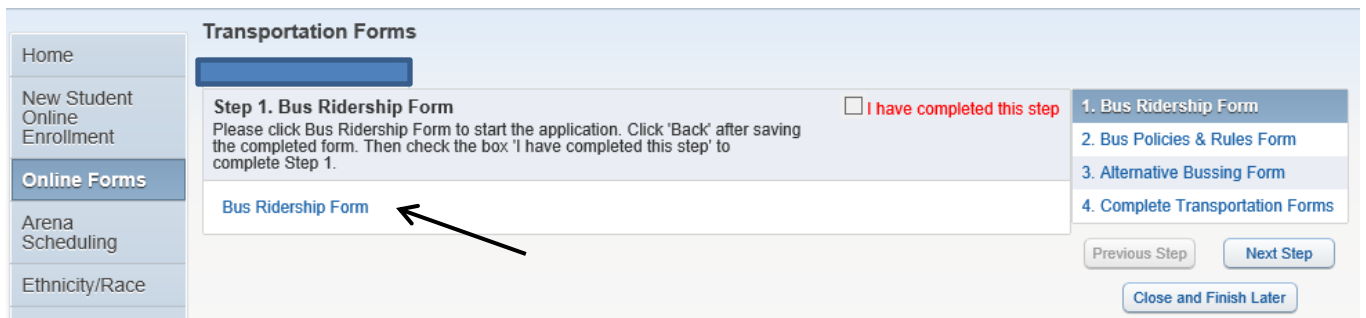 Transportation Forms
Home
New Student
Online
Enrollment
Online Forms
Arena
Scheduling
Ethnicity/Race
Step 1. Bus Ridership Form
I have completed this step
Please click Bus Ridership Form to start the application. Click 'Back' after saving
the completed form. Then check the box 'I have completed this step' to
complete Step 1.
Bus Ridership Form
1. Bus Ridership Form
2. Bus Policies & Rules Form
3. Alternative Bussing Form
4. Complete Transportation Forms
Previous Step
Next Step
Close and Finish Later